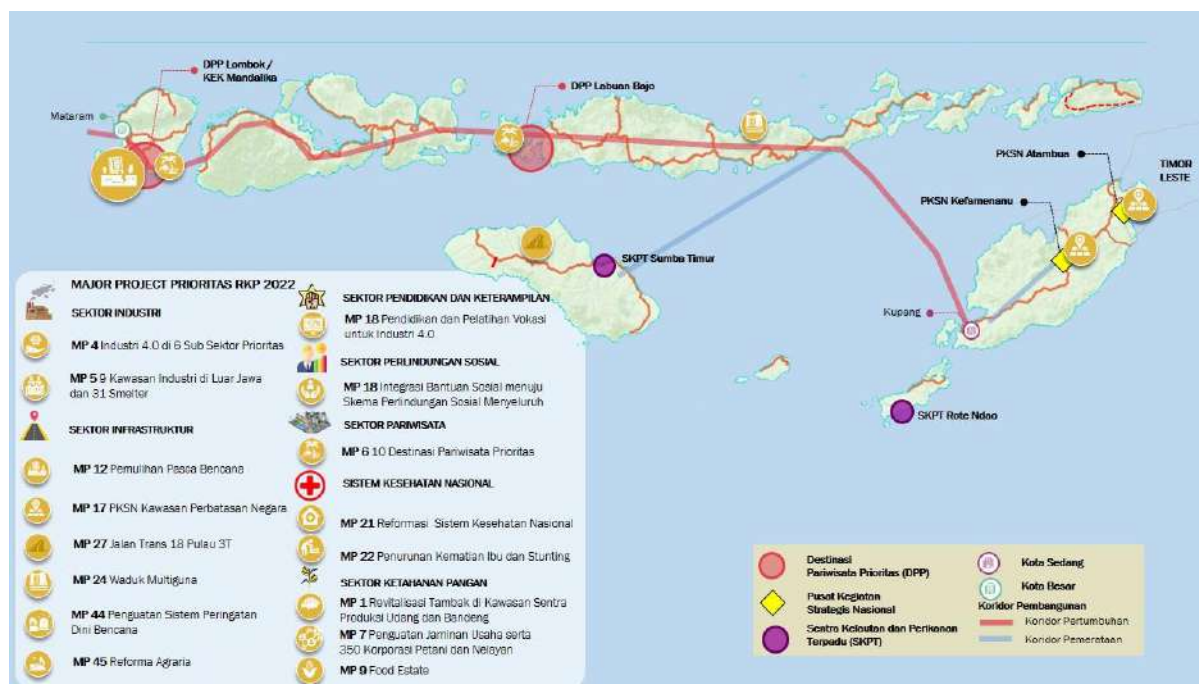 DPP Lombok /
KEK Mandalika
Mataram
DPP Labuan Bajo
PKSN Atambua
TIMOR
LESTE
PKSN Kefamenanu
SKPT Sumba Timur
Kupang
SKPT Rote Ndao
MAJOR PROJECT PRIORITAS RKP 2022
SEKTOR INDUSTRI
MP 4 Industri 4.0 di 6 Sub Sektor Prioritas
MP 5 9 Kawasan Industri di Luar Jawa
dan 31 Smelter
SEKTOR INFRASTRUKTUR
MP 12 Pemulihan Pasca Bencana
MP 17 PKSN Kawasan Perbatasan Negara
MP 27 Jalan Trans 18 Pulau 3T
MP 24 Waduk Multiguna
MP 44 Penguatan Sistem Peringatan
Dini Bencana
MP 45 Reforma Agraria
SEKTOR PENDIDIKAN DAN KETERAMPILAN
MP 18 Pendidikan dan Pelatihan Vokasi
untuk Industri 4.0
SEKTOR PERLINDUNGAN SOSIAL
MP 18 Integrasi Bantuan Sosial menuju
Skema Perlindungan Sosial Menyeluruh
SEKTOR PARIWISATA
MP 6 10 Destinasi Pariwisata Prioritas
SISTEM KESEHATAN NASIONAL
MP 21 Reformasi Sistem Kesehatan Nasional
MP 22 Penurunan Kematian Ibu dan Stunting
SEKTOR KETAHANAN PANGAN
MP 1 Revitalisasi Tambak di Kawasan Sentra
Produksi Udang dan Bandeng
MP 7 Penguatan Jaminan Usaha serta
350 Korporasi Petani dan Nelayan
MP 9 Food Estate
Destinasi
Pariwisata Prioritas (DPP)
Pusat Kegiatan
Strategis Nasional
Sentra Kelautan dan Perikanan
Terpadu (SKPT)
Kota Sedang
Kota Besar
Koridor Pembangunan
Koridor Pertumbuhan
Koridor Pemerataan